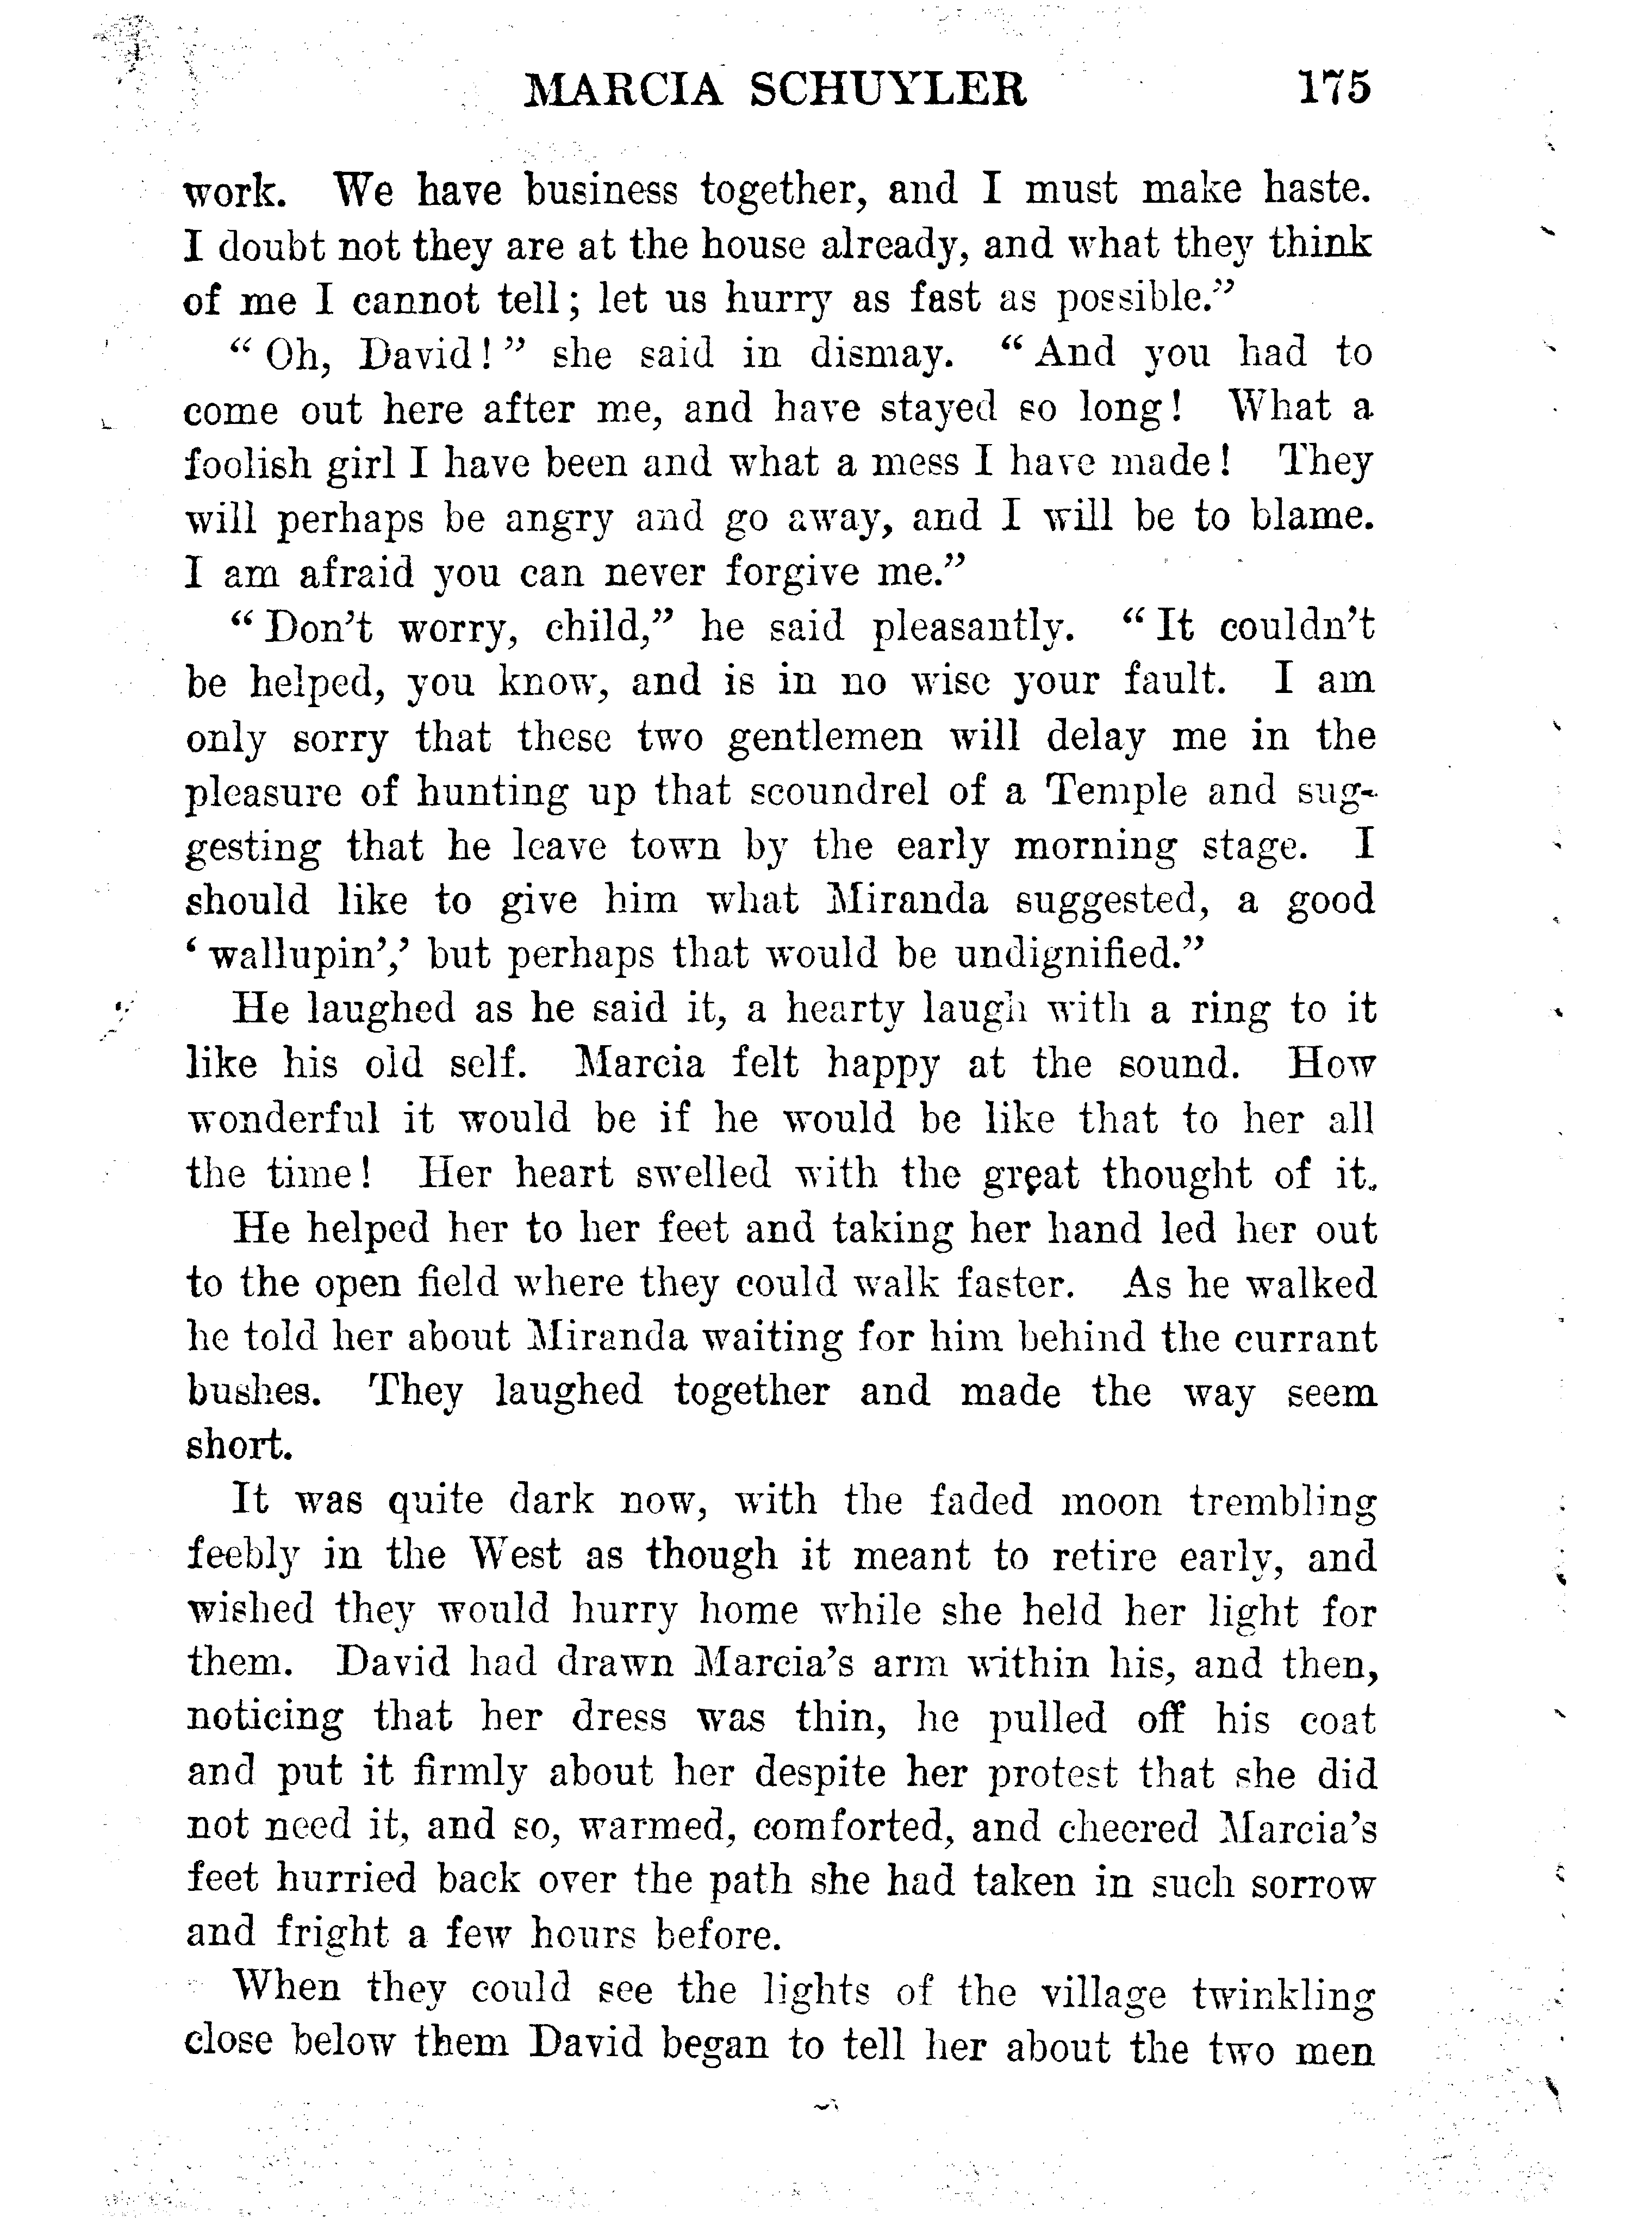 MARCIA SCHUYLER 175
work. We have business together, and I must make haste.
I doubt not they are at the house already, and what they think
of me I cannot tell; let us hurry as fast as possible.”
“ Oh, David! ” she said in dismay. “ And you had to
come out here after me, and have stayed so long! What a
foolish girl I have been and what a mess I have made! They
will perhaps be angry and go away, and I will be to blame.
I am afraid you can never forgive me.”
“ Don’t worry, child,” he said pleasantly. “ It couldn’t
be helped, you know, and is in no wise your fault. I am
only sorry that these two gentlemen will delay me in the
pleasure of hunting up that scoundrel of a Temple and sug-
gesting that he leave town by the early morning stage. I
should like to give him what Miranda suggested, a good
‘ wallupin’,’ but perhaps that would be undignified.”
He laughed as he said it, a hearty laugh with a ring to it
like his old self. Marcia felt happy at the sound. How
wonderful it would be if he would be like that to her all
the time! Her heart swelled with the great thought of it.
He helped her to her feet and taking her hand led her out
to the open field where they could walk faster. As he walked
he told her about Miranda waiting for him behind the currant
bushes. They laughed together and made the way seem
short.
It was quite dark now, with the faded moon trembling
feebly in the West as though it meant to retire early, and
wished they would hurry home while she held her light for
them. David had drawn Marcia’s arm within his, and then,
noticing that her dress was thin, he pulled off his coat
and put it firmly about her despite her protest that she did
not need it, and so, warmed, comforted, and cheered Marcia’s
feet hurried back over the path she had taken in such sorrow
and fright a few hours before.
When they could see the lights of the village twinkling
close below them David began to tell her about the two men